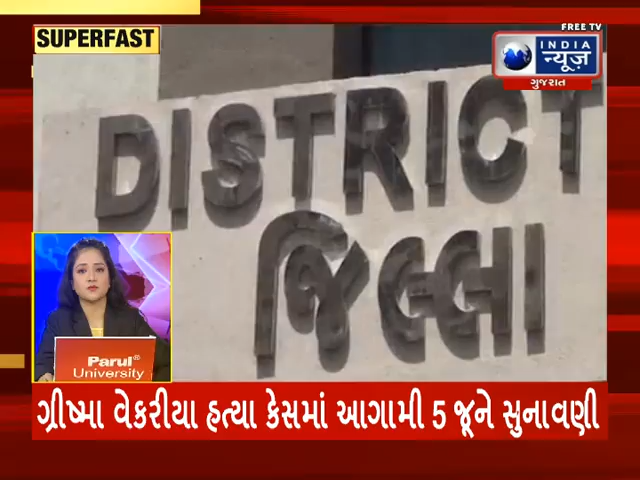 FREE TV
SUPERFAST
INDIA
न्यूज़
ગુજરાત
DISTRICT
જિલ્લા
Parul®
University
ગ્રીષ્મા વેકરીયા હત્યા કેસમાં આગામી 5 જૂને સુનાવણી